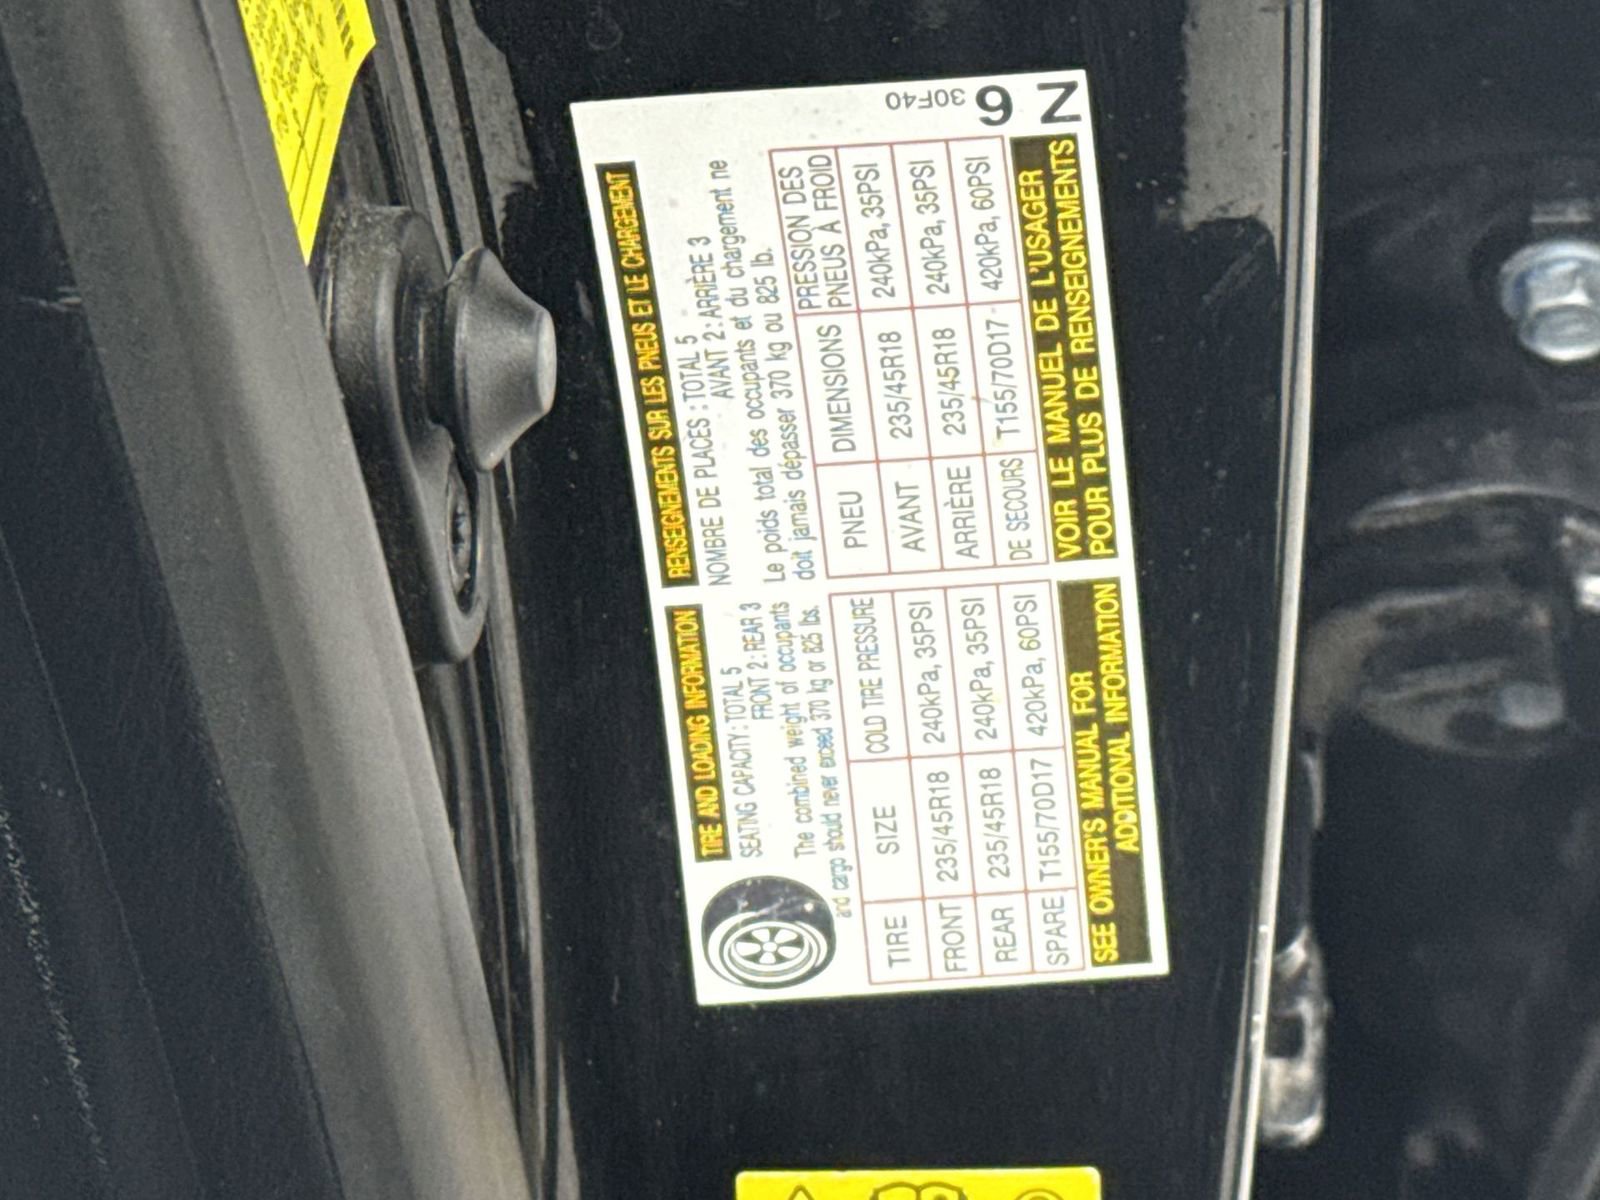 TIRE AND LOADING INFORMATION
SEATING CAPACITY : TOTAL 5
FRONT 2 : REAR 3
The combined weight of occupants
and cargo should never exceed 370 kg or 825 lbs.
TIRE SIZE COLD TIRE PRESSURE
FRONT 235/45R18 240kPa, 35PSI
REAR 235/45R18 240kPa, 35PSI
SPARE T155/70D17 420kPa, 60PSI
SEE OWNER'S MANUAL FOR
ADDITIONAL INFORMATION
RENSEIGNEMENTS SUR LES PNEUS ET LE CHARGEMENT
NOMBRE DE PLACES : TOTAL 5
AVANT 2 : ARRIÈRE 3
Le poids total des occupants et du chargement ne
doit jamais dépasser 370 kg ou 825 lb.
PNEU DIMENSIONS PRESSION DES PNEUS À FROID
AVANT 235/45R18 240kPa, 35PSI
ARRIÈRE 235/45R18 240kPa, 35PSI
DE SECOURS T155/70D17 420kPa, 60PSI
VOIR LE MANUEL DE L'USAGER
POUR PLUS DE RENSEIGNEMENTS
30F40
6
Z